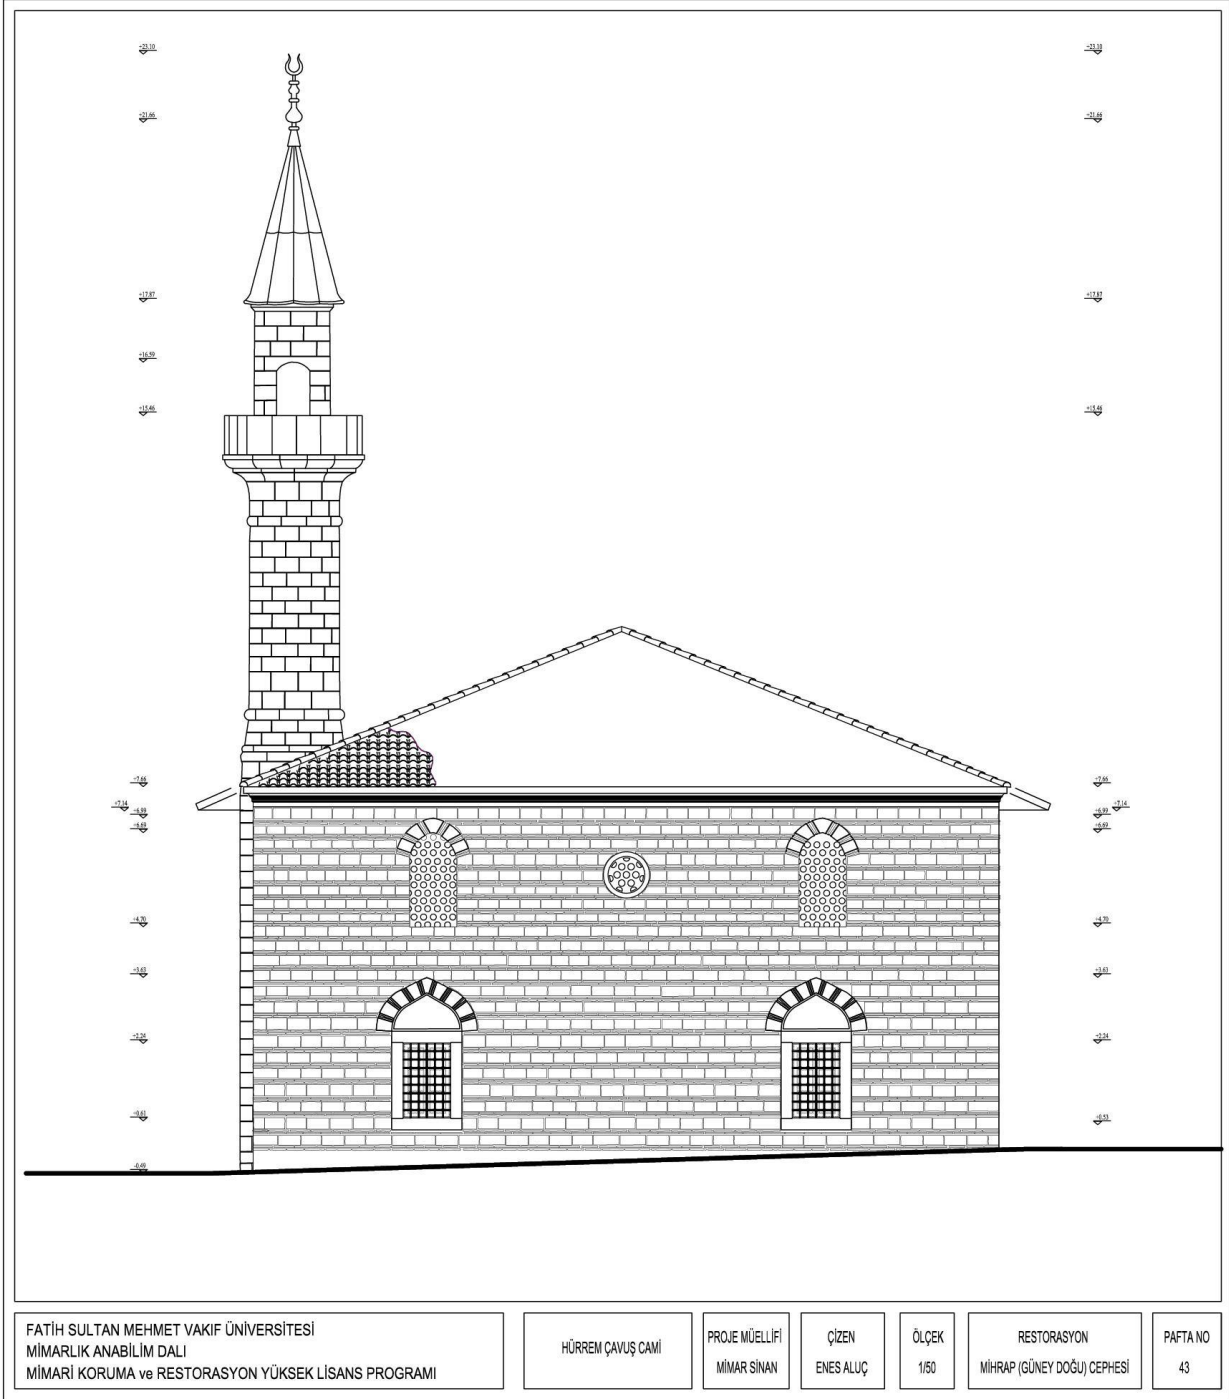 +23.10
+23.10
+21.66
+21.66
+17.87
+17.87
+16.59
+15.46
+15.46
+7.66
+7.66
+7.14
+7.14
+6.99
+6.99
+6.69
+6.69
+4.70
+4.70
+3.63
+3.63
+2.24
+2.24
+0.61
+0.53
-0.49
FATİH SULTAN MEHMET VAKIF ÜNİVERSİTESİ
MİMARLIK ANABİLİM DALI
MİMARİ KORUMA ve RESTORASYON YÜKSEK LİSANS PROGRAMI
HÜRREM ÇAVUŞ CAMİ
PROJE MÜELLİFİ
MİMAR SİNAN
ÇİZEN
ENES ALUÇ
ÖLÇEK
1/50
RESTORASYON
MİHRAP (GÜNEY DOĞU) CEPHESİ
PAFTA NO
43